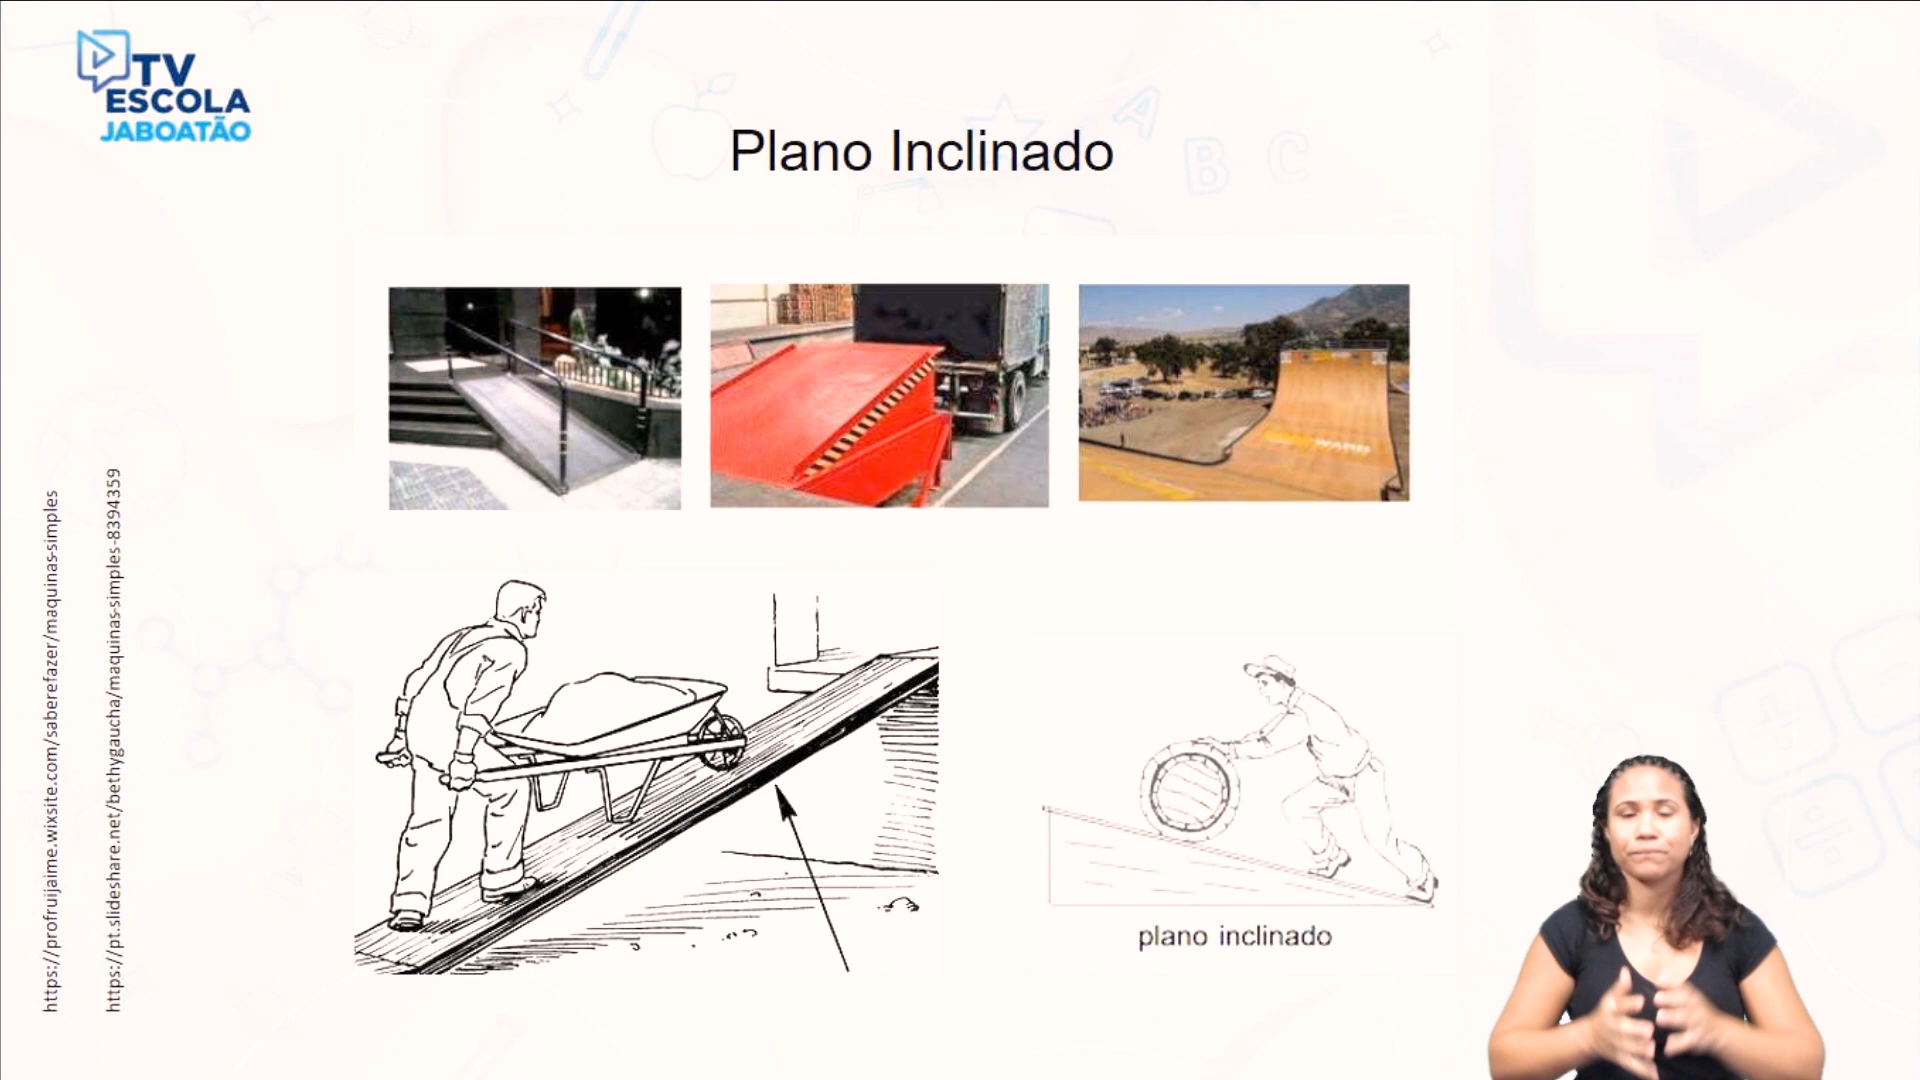 TV
ESCOLA
JABOATÃO
Plano Inclinado
plano inclinado
https://profruijaime.wixsite.com/saberefazer/maquinas-simples
https://pt.slideshare.net/bethygaucha/maquinas-simples-8394359
A
B C